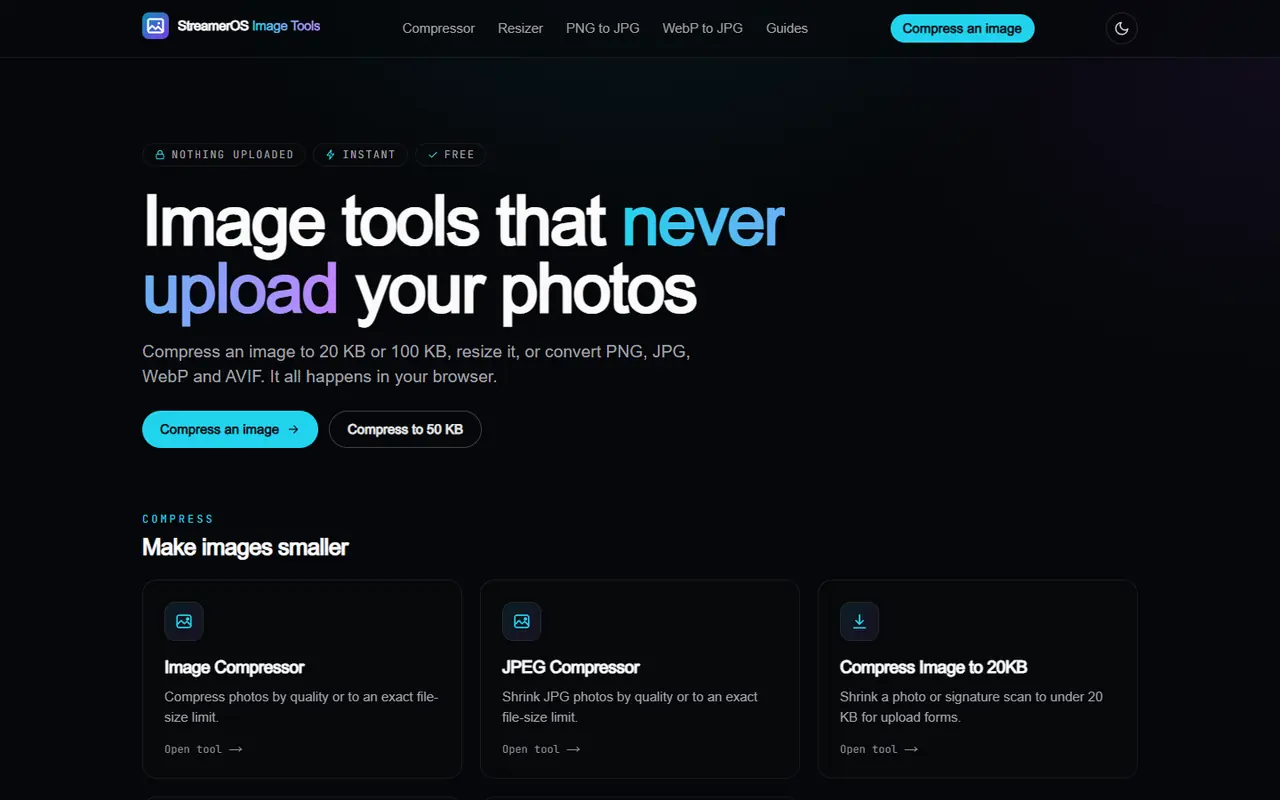 StreamerOS Image Tools
Compressor
Resizer
PNG to JPG
WebP to JPG
Guides
Compress an image
NOTHING UPLOADED
INSTANT
FREE
Image tools that never
upload your photos
Compress an image to 20 KB or 100 KB, resize it, or convert PNG, JPG,
WebP and AVIF. It all happens in your browser.
Compress an image →
Compress to 50 KB
COMPRESS
Make images smaller
Image Compressor
Compress photos by quality or to an exact file-
size limit.
Open tool →
JPEG Compressor
Shrink JPG photos by quality or to an exact
file-size limit.
Open tool →
Compress Image to 20KB
Shrink a photo or signature scan to under 20
KB for upload forms.
Open tool →